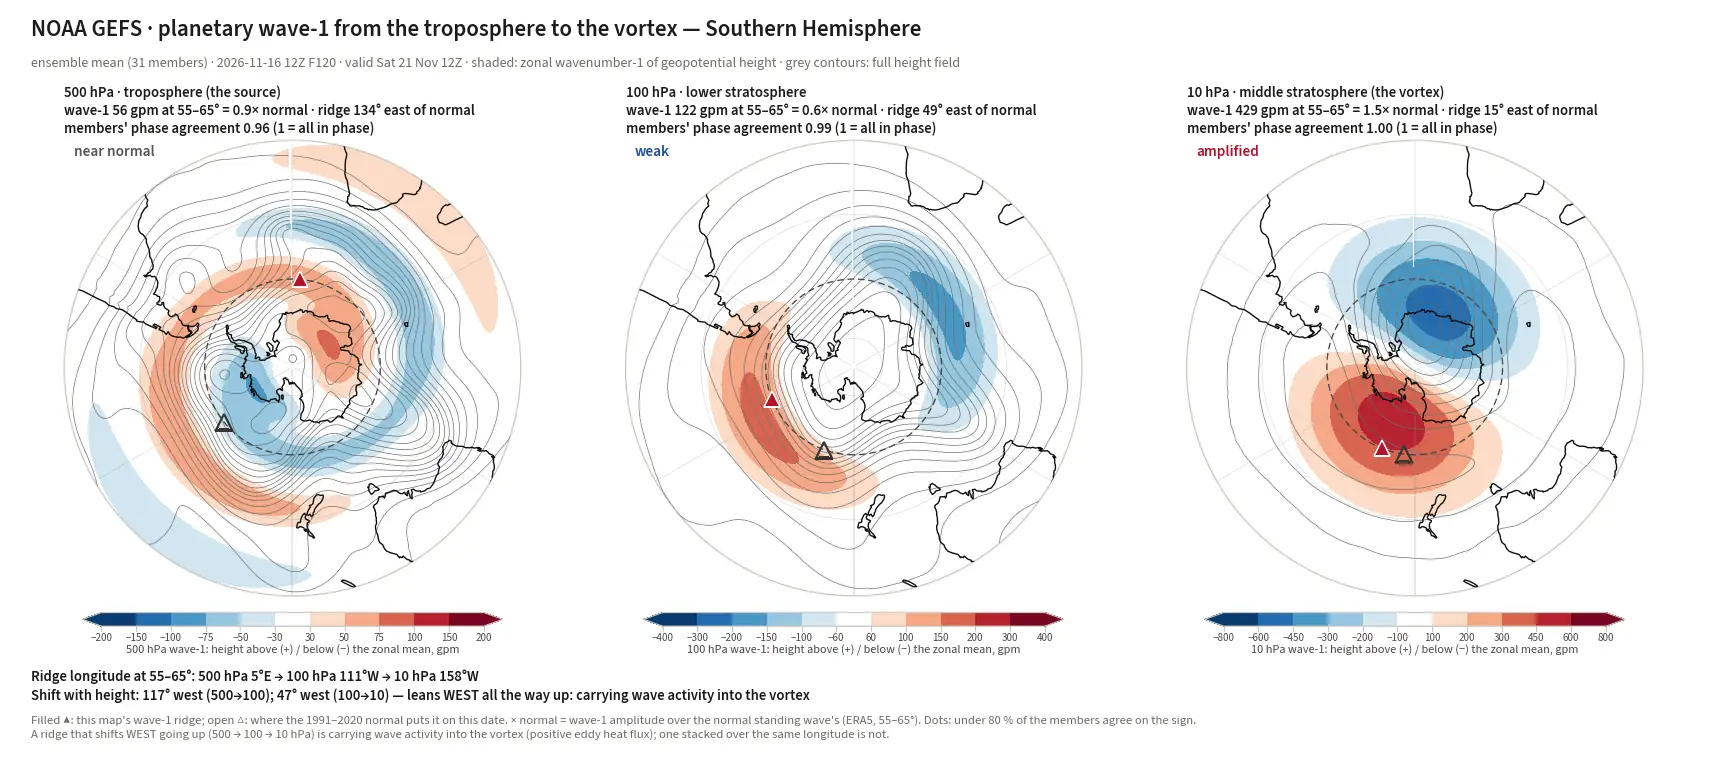 NOAA GEFS · planetary wave-1 from the troposphere to the vortex — Southern Hemisphere
ensemble mean (31 members) · 2026-11-16 12Z F120 · valid Sat 21 Nov 12Z · shaded: zonal wavenumber-1 of geopotential height · grey contours: full height field
500 hPa · troposphere (the source)
wave-1 56 gpm at 55–65° = 0.9× normal · ridge 134° east of normal
members' phase agreement 0.96 (1 = all in phase)
near normal
100 hPa · lower stratosphere
wave-1 122 gpm at 55–65° = 0.6× normal · ridge 49° east of normal
members' phase agreement 0.99 (1 = all in phase)
weak
10 hPa · middle stratosphere (the vortex)
wave-1 429 gpm at 55–65° = 1.5× normal · ridge 15° east of normal
members' phase agreement 1.00 (1 = all in phase)
amplified
−200 −150 −100 −75 −50 −30 30 50 75 100 150 200
500 hPa wave-1: height above (+) / below (−) the zonal mean, gpm
−400 −300 −200 −150 −100 −60 60 100 150 200 300 400
100 hPa wave-1: height above (+) / below (−) the zonal mean, gpm
−800 −600 −450 −300 −200 −100 100 200 300 450 600 800
10 hPa wave-1: height above (+) / below (−) the zonal mean, gpm
Ridge longitude at 55–65°: 500 hPa 5°E → 100 hPa 111°W → 10 hPa 158°W
Shift with height: 117° west (500→100); 47° west (100→10) — leans WEST all the way up: carrying wave activity into the vortex
Filled ▲: this map's wave-1 ridge; open △: where the 1991–2020 normal puts it on this date. × normal = wave-1 amplitude over the normal standing wave's (ERA5, 55–65°). Dots: under 80 % of the members agree on the sign.
A ridge that shifts WEST going up (500 → 100 → 10 hPa) is carrying wave activity into the vortex (positive eddy heat flux); one stacked over the same longitude is not.